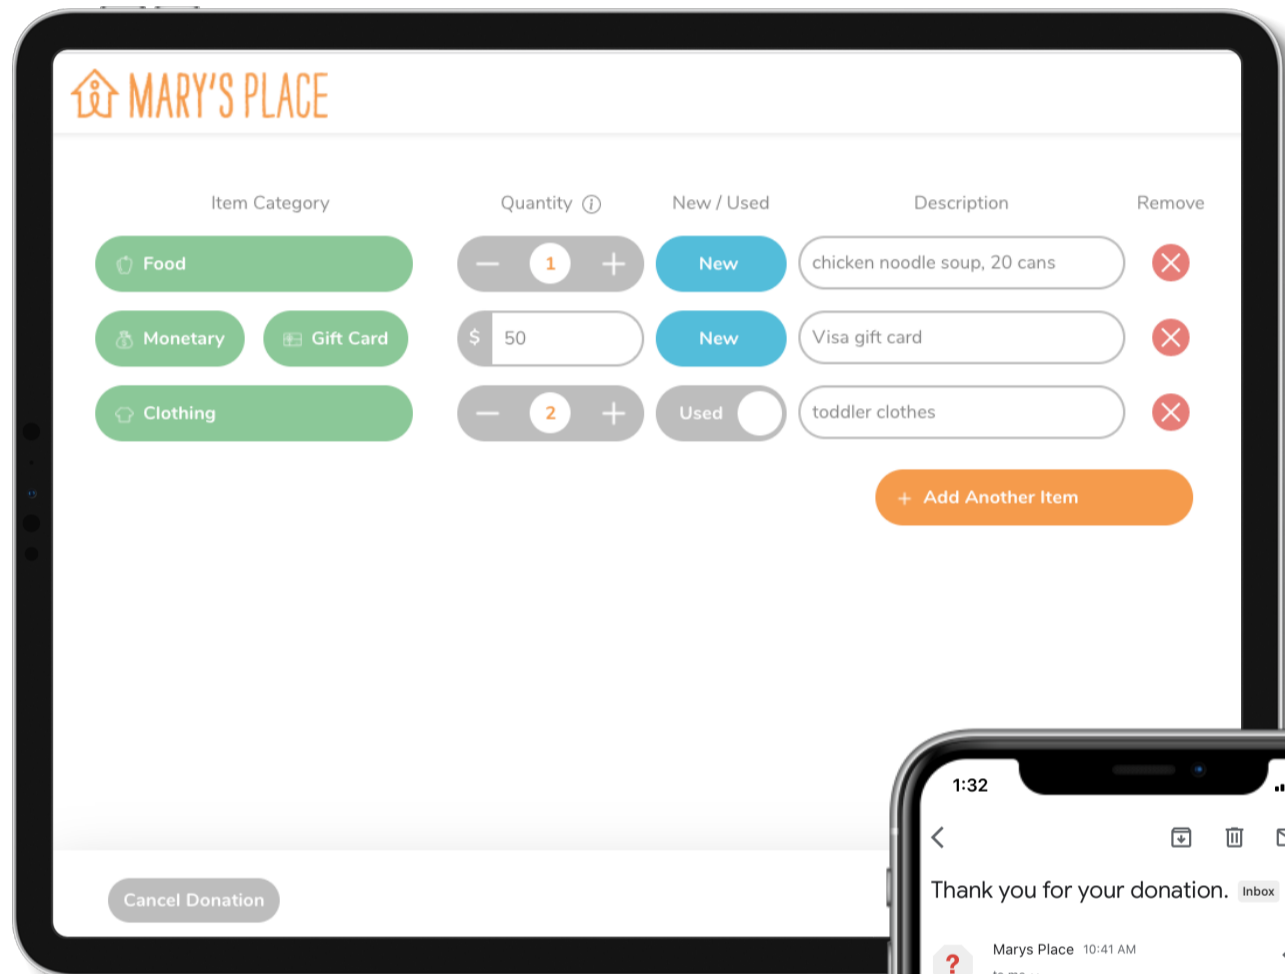 MARY'S PLACE
Item Category Quantity i New / Used Description Remove
Food 1 New chicken noodle soup, 20 cans
Monetary Gift Card $ 50 New Visa gift card
Clothing 2 Used toddler clothes
+ Add Another Item
Cancel Donation
1:32
Thank you for your donation. Inbox
? Marys Place 10:41 AM
to me